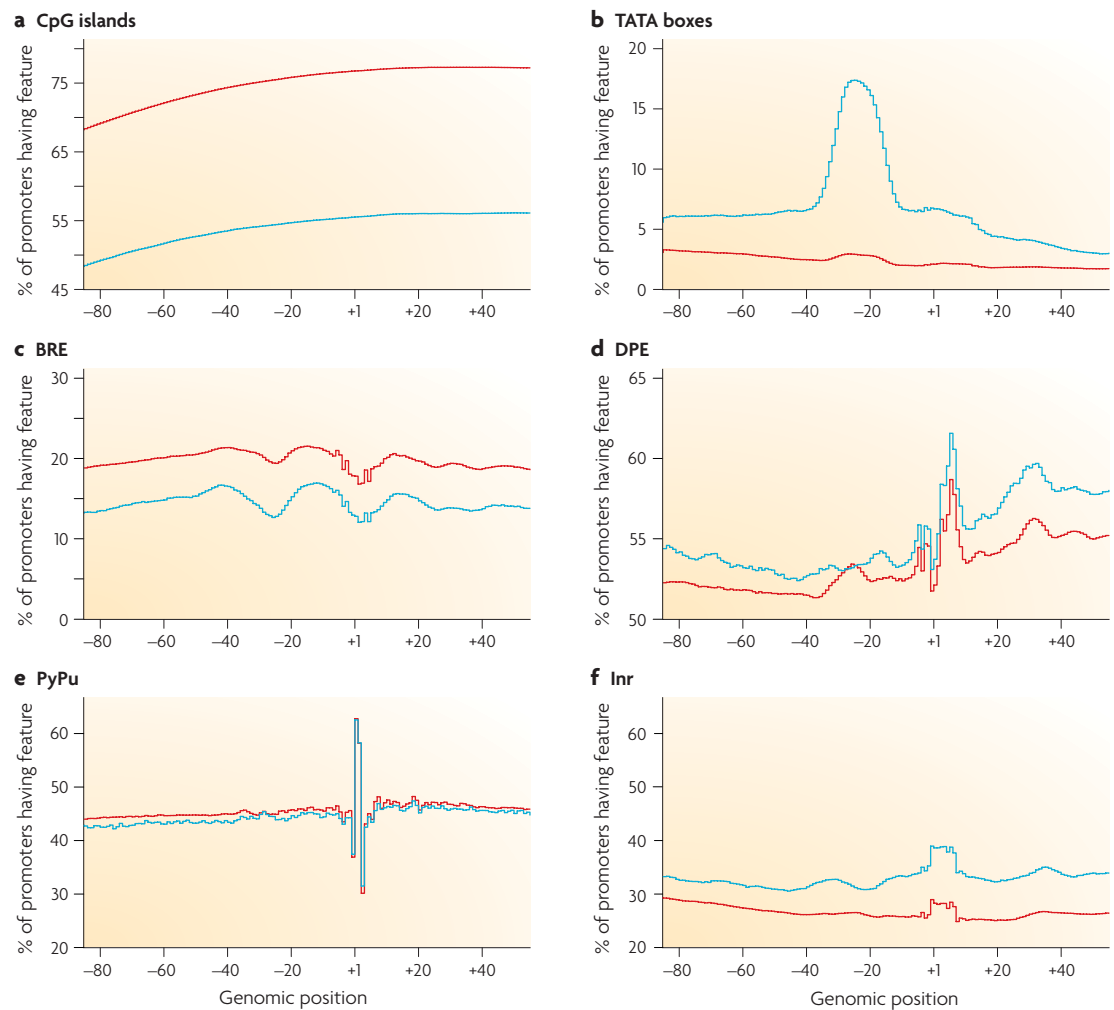 a CpG islands
% of promoters having feature
75
65
55
45
–80 –60 –40 –20 +1 +20 +40
b TATA boxes
% of promoters having feature
20
15
10
5
0
–80 –60 –40 –20 +1 +20 +40
c BRE
% of promoters having feature
30
20
10
0
–80 –60 –40 –20 +1 +20 +40
d DPE
% of promoters having feature
65
60
55
50
–80 –60 –40 –20 +1 +20 +40
e PyPu
% of promoters having feature
60
50
40
30
20
–80 –60 –40 –20 +1 +20 +40
Genomic position
f Inr
% of promoters having feature
60
50
40
30
20
–80 –60 –40 –20 +1 +20 +40
Genomic position